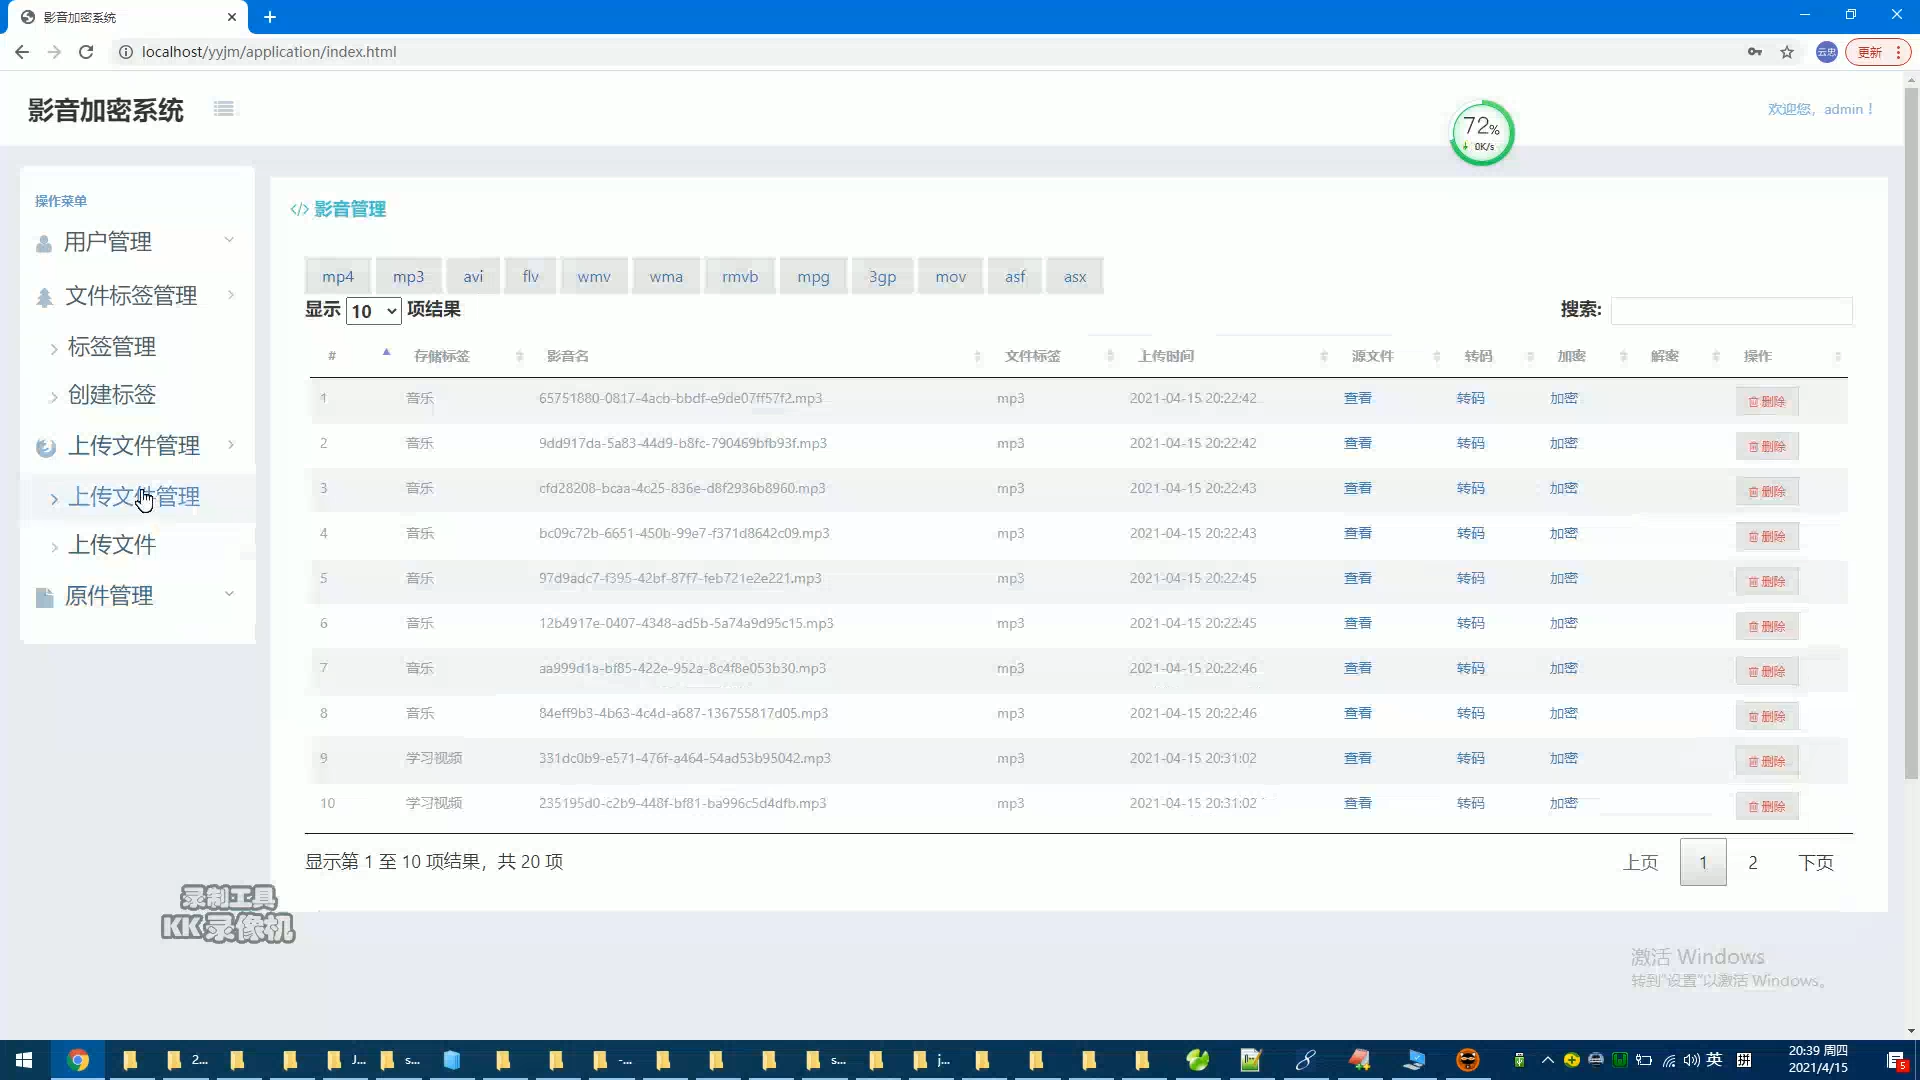 影音加密系统
localhost/yyjm/application/index.html
云忠
更新
影音加密系统
72%
0K/s
欢迎您，admin！
操作菜单
用户管理
文件标签管理
标签管理
创建标签
上传文件管理
上传文件管理
上传文件
原件管理
</> 影音管理
mp4 mp3 avi flv wmv wma rmvb mpg 3gp mov asf asx
显示 10 项结果
搜索:
# 存储标签 影音名 文件标签 上传时间 源文件 转码 加密 解密 操作
1 音乐 65751880-0817-4acb-bbdf-e9de07ff57f2.mp3 mp3 2021-04-15 20:22:42 查看 转码 加密 删除
2 音乐 9dd917da-5a83-44d9-b8fc-790469bfb93f.mp3 mp3 2021-04-15 20:22:42 查看 转码 加密 删除
3 音乐 cfd28208-bcaa-4c25-836e-d8f2936b8960.mp3 mp3 2021-04-15 20:22:43 查看 转码 加密 删除
4 音乐 bc09c72b-6651-450b-99e7-f371d8642c09.mp3 mp3 2021-04-15 20:22:43 查看 转码 加密 删除
5 音乐 97d9adc7-f395-42bf-87f7-feb721e2e221.mp3 mp3 2021-04-15 20:22:45 查看 转码 加密 删除
6 音乐 12b4917e-0407-4348-ad5b-5a74a9d95c15.mp3 mp3 2021-04-15 20:22:45 查看 转码 加密 删除
7 音乐 aa999d1a-bf85-422e-952a-8c4f8e053b30.mp3 mp3 2021-04-15 20:22:46 查看 转码 加密 删除
8 音乐 84eff9b3-4b63-4c4d-a687-136755817d05.mp3 mp3 2021-04-15 20:22:46 查看 转码 加密 删除
9 学习视频 331dc0b9-e571-476f-a464-54ad53b95042.mp3 mp3 2021-04-15 20:31:02 查看 转码 加密 删除
10 学习视频 235195d0-c2b9-448f-bf81-ba996c5d4dfb.mp3 mp3 2021-04-15 20:31:02 查看 转码 加密 删除
显示第 1 至 10 项结果，共 20 项
上页 1 2 下页
录制工具
KK录像机
激活 Windows
转到"设置"以激活 Windows。
2... J... s... -... s... j...
英
拼
20:39 周四
2021/4/15
5